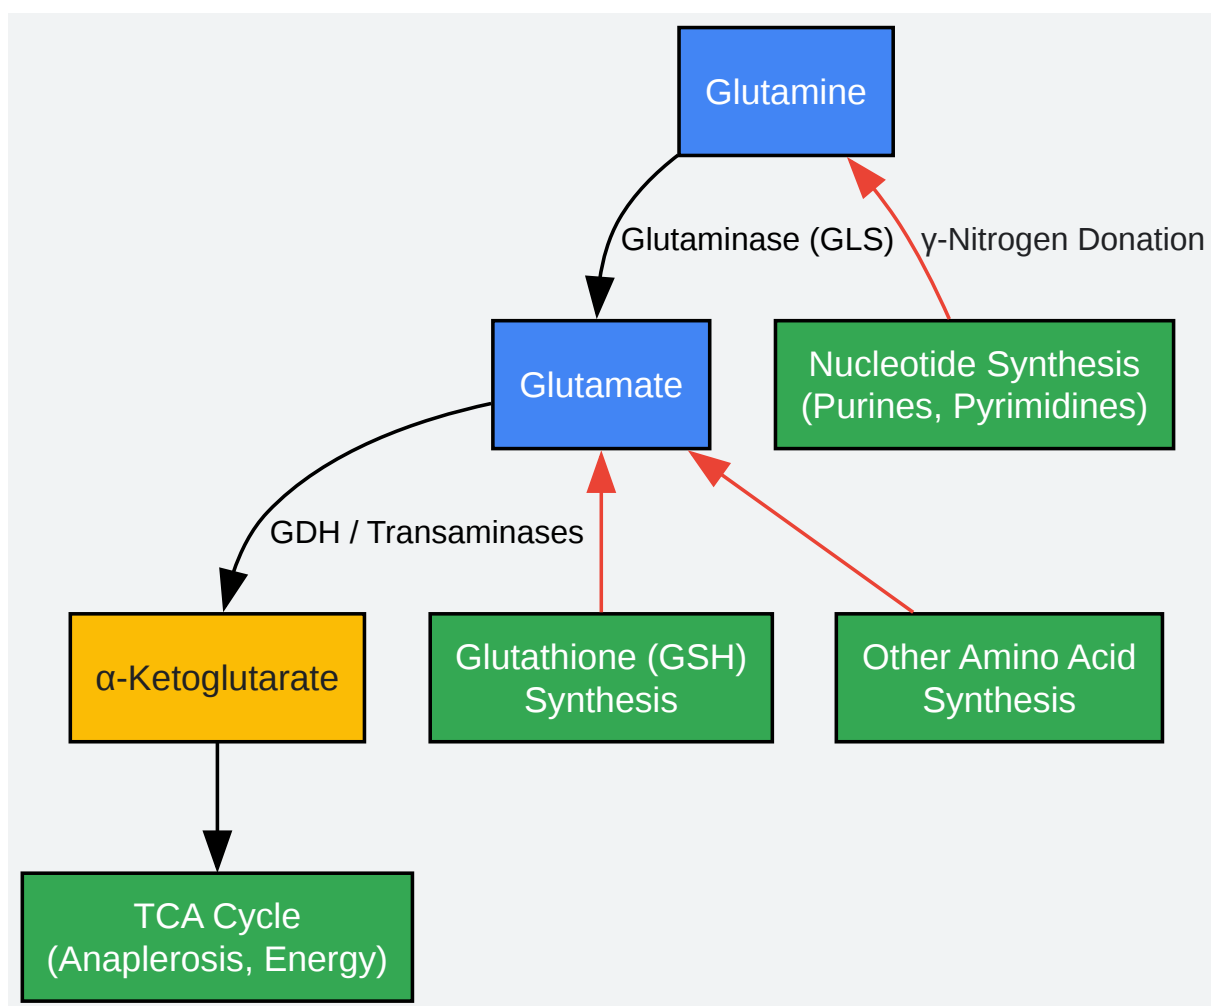 Glutamine
Glutaminase (GLS)
γ-Nitrogen Donation
Glutamate
Nucleotide Synthesis
(Purines, Pyrimidines)
GDH / Transaminases
α-Ketoglutarate
Glutathione (GSH)
Synthesis
Other Amino Acid
Synthesis
TCA Cycle
(Anaplerosis, Energy)